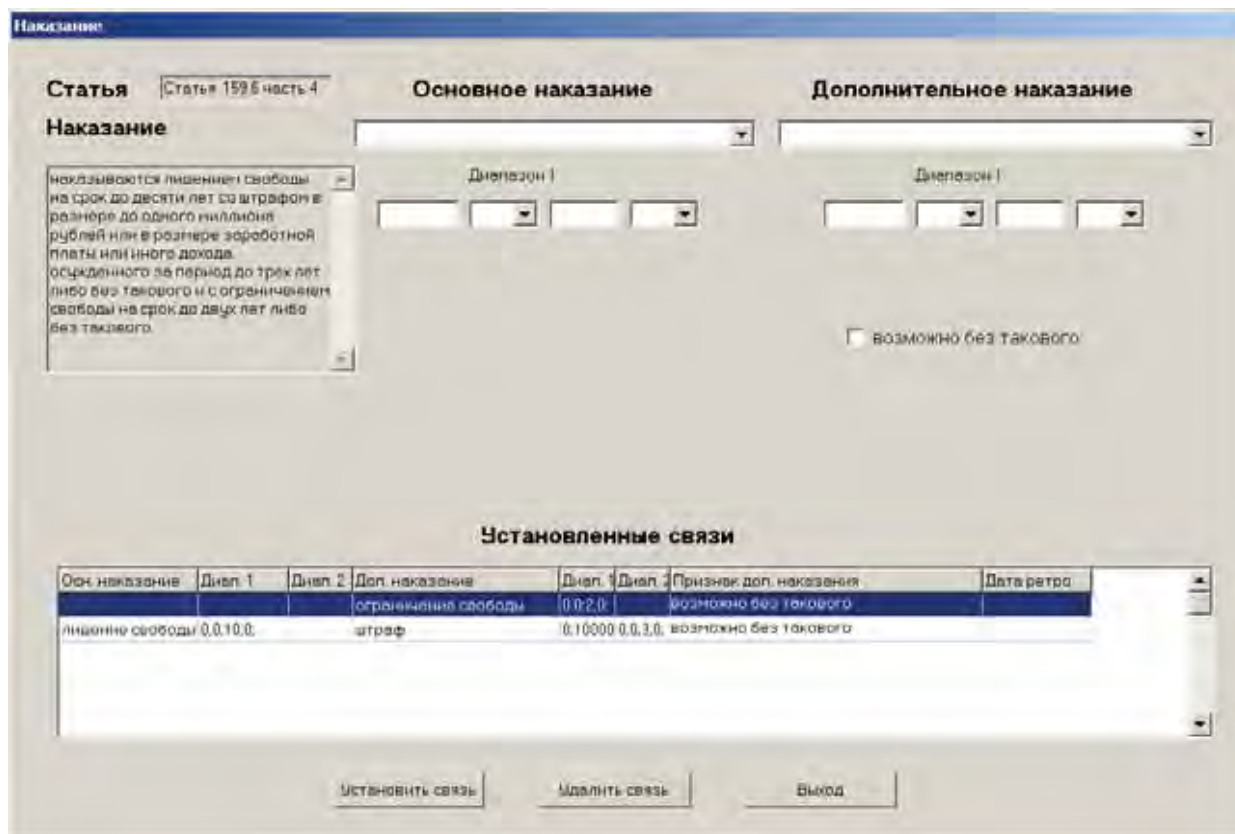 Наказание
Статья
Статья 159.6 часть 4
Основное наказание
Дополнительное наказание
Наказание
наказываются лишением свободы
на срок до десяти лет со штрафом в
размере до одного миллиона
рублей или в размере заработной
платы или иного дохода
осужденного за период до трех лет
либо без такового и с ограничением
свободы на срок до двух лет либо
без такового.
Диапазон I
Диапазон I
возможно без такового
Установленные связи
Осн. наказание Диап. 1 Диап. 2 Доп. наказание Диап. 1 Диап. 2 Признак доп. наказания Дата ретро
ограничение свободы 0,0;2,0; возможно без такового
лишение свободы 0,0,10,0; штраф 0;10000 0,0,3,0; возможно без такового
Установить связь
Удалить связь
Выход